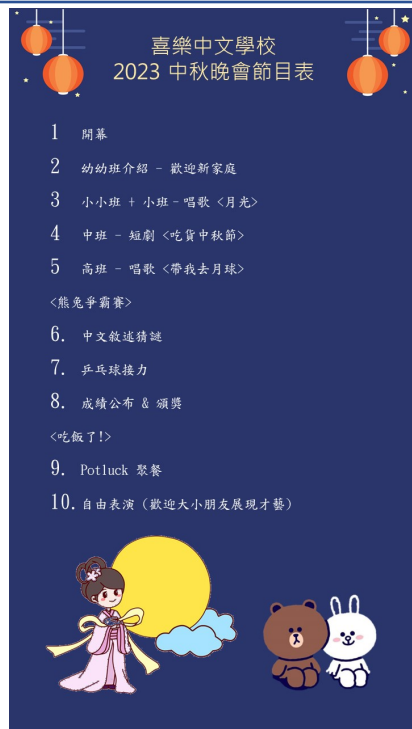 喜樂中文學校
2023 中秋晚會節目表
1 開幕
2 幼幼班介紹 - 歡迎新家庭
3 小小班 + 小班 - 唱歌 <月光>
4 中班 - 短劇 <吃貨中秋節>
5 高班 - 唱歌 <帶我去月球>
<熊兔爭霸賽>
6. 中文敘述猜謎
7. 乒乓球接力
8. 成績公布 & 頒獎
<吃飯了!>
9. Potluck 聚餐
10. 自由表演 (歡迎大小朋友展現才藝)